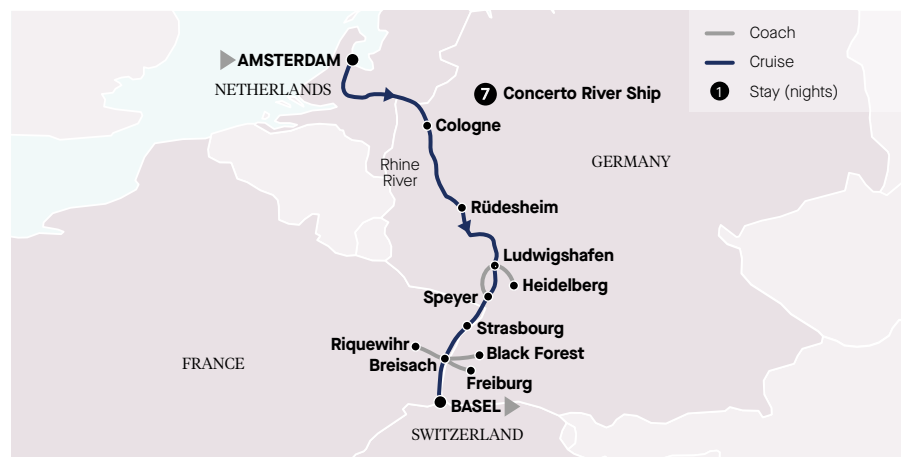 Coach
Cruise
1 Stay (nights)
AMSTERDAM
NETHERLANDS
7 Concerto River Ship
Cologne
GERMANY
Rhine
River
Rüdesheim
Ludwigshafen
Heidelberg
Speyer
Strasbourg
Riquewihr
Black Forest
Breisach
FRANCE
Freiburg
BASEL
SWITZERLAND